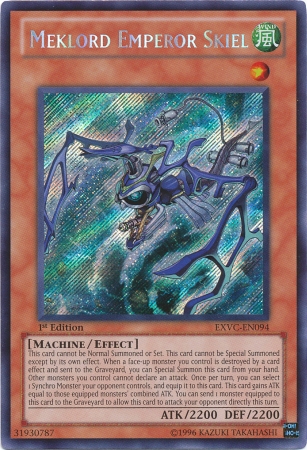 MEKLORD EMPEROR SKIEL
WIND
風
1st Edition
EXVC-EN094
[MACHINE / EFFECT]
This card cannot be Normal Summoned or Set. This card cannot be Special Summoned
except by its own effect. When a face-up monster you control is destroyed by a card
effect and sent to the Graveyard, you can Special Summon this card from your hand.
Other monsters you control cannot declare an attack. Once per turn, you can select
1 Synchro Monster your opponent controls, and equip it to this card. This card gains ATK
equal to those equipped monsters' combined ATK. You can send 1 monster equipped to
this card to the Graveyard to allow this card to attack your opponent directly this turn.
ATK/2200 DEF/2200
31930787
©1996 KAZUKI TAKAHASHI